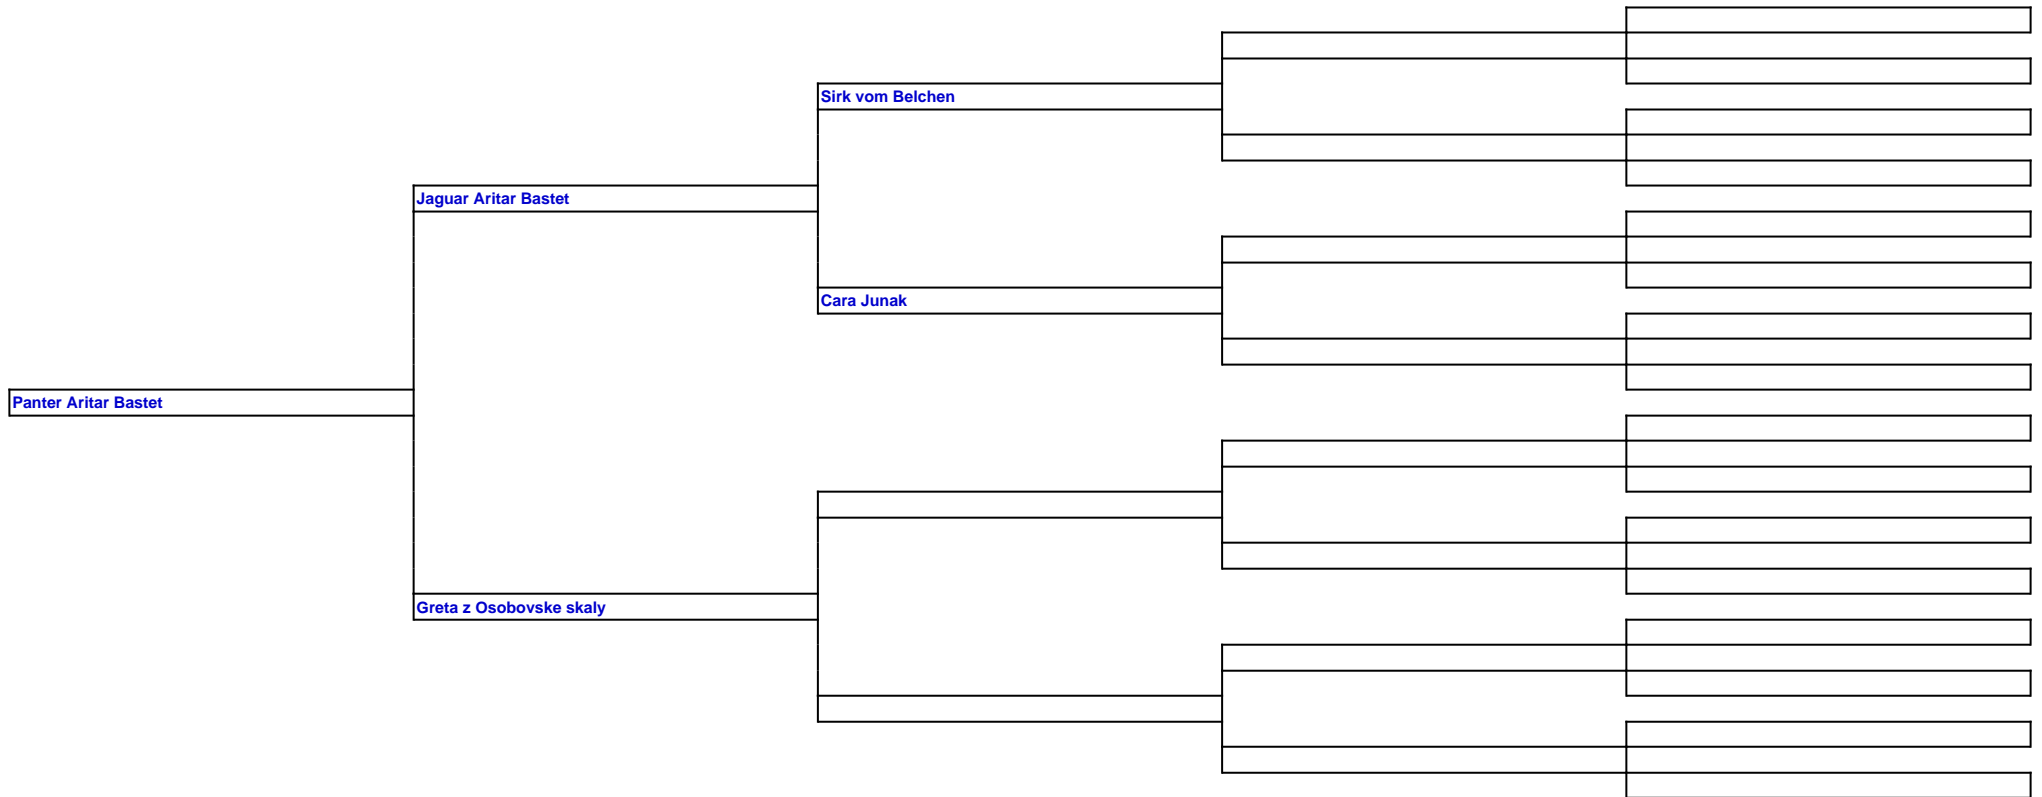 Sirk vom Belchen
Jaguar Aritar Bastet
Cara Junak
Panter Aritar Bastet
Greta z Osobovske skaly